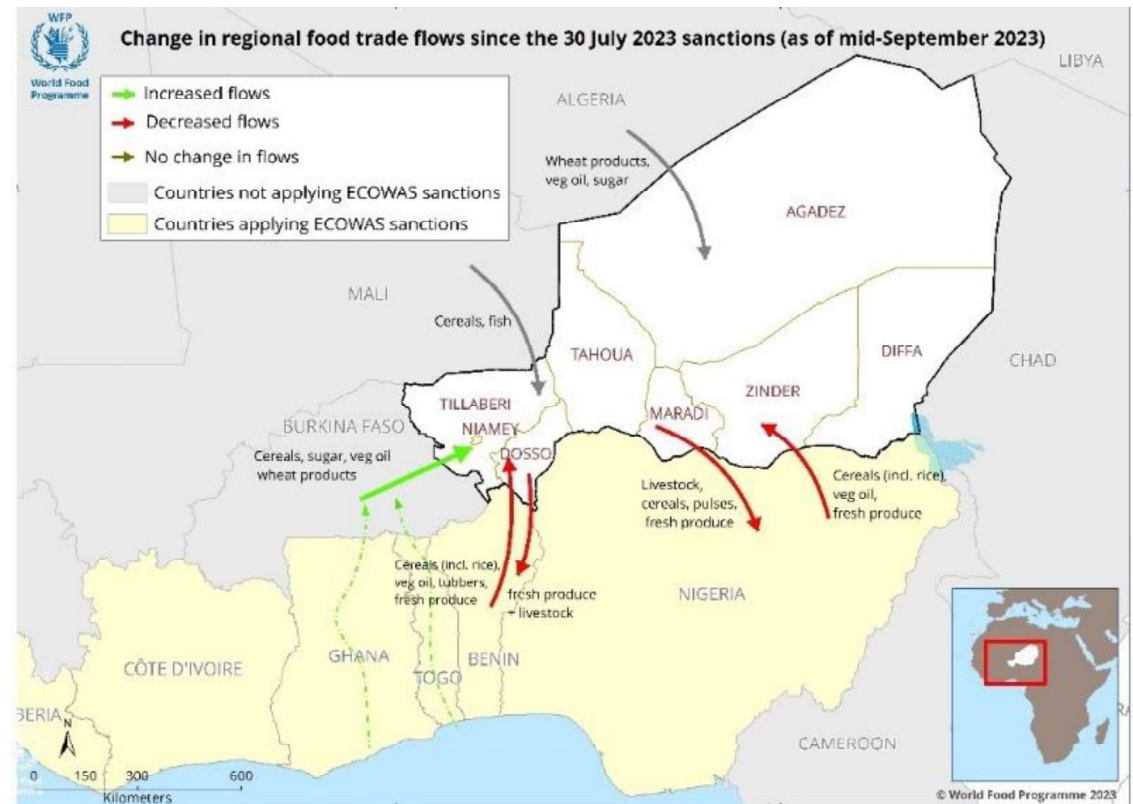 WFP
World Food
Programme
Change in regional food trade flows since the 30 July 2023 sanctions (as of mid-September 2023)
Increased flows
Decreased flows
No change in flows
Countries not applying ECOWAS sanctions
Countries applying ECOWAS sanctions
LIBYA
ALGERIA
Wheat products,
veg oil, sugar
AGADEZ
MALI
Cereals, fish
TAHOUA
DIFFA
CHAD
ZINDER
TILLABERI
MARADI
NIAMEY
BURKINA FASO
DOSSO
Cereals, sugar, veg oil
wheat products
Livestock,
cereals, pulses,
fresh produce
Cereals (incl. rice),
veg oil,
fresh produce
Cereals (incl. rice),
veg oil, tubbers,
fresh produce
fresh produce
– livestock
NIGERIA
CÔTE D'IVOIRE
GHANA
TOGO
BENIN
BERIA
N
CAMEROON
0 150 300 600
Kilometers
© World Food Programme 2023